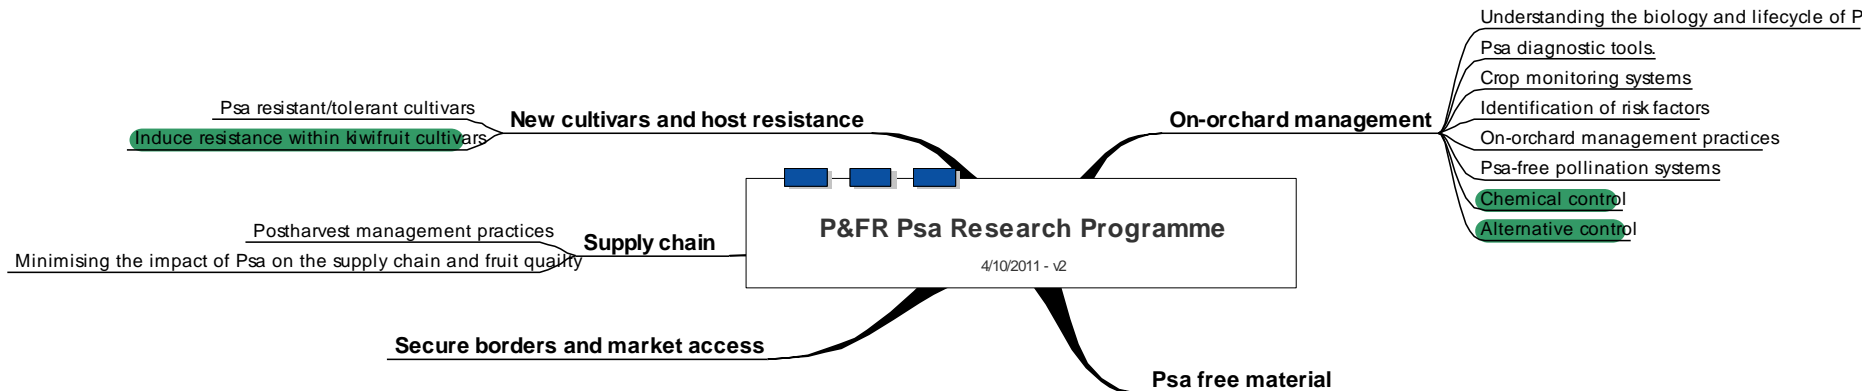 P&FR Psa Research Programme
4/10/2011 - v2
On-orchard management
Understanding the biology and lifecycle of P
Psa diagnostic tools.
Crop monitoring systems
Identification of risk factors
On-orchard management practices
Psa-free pollination systems
Chemical control
Alternative control
Psa free material
Secure borders and market access
Supply chain
Postharvest management practices
Minimising the impact of Psa on the supply chain and fruit quailty
New cultivars and host resistance
Psa resistant/tolerant cultivars
Induce resistance within kiwifruit cultivars